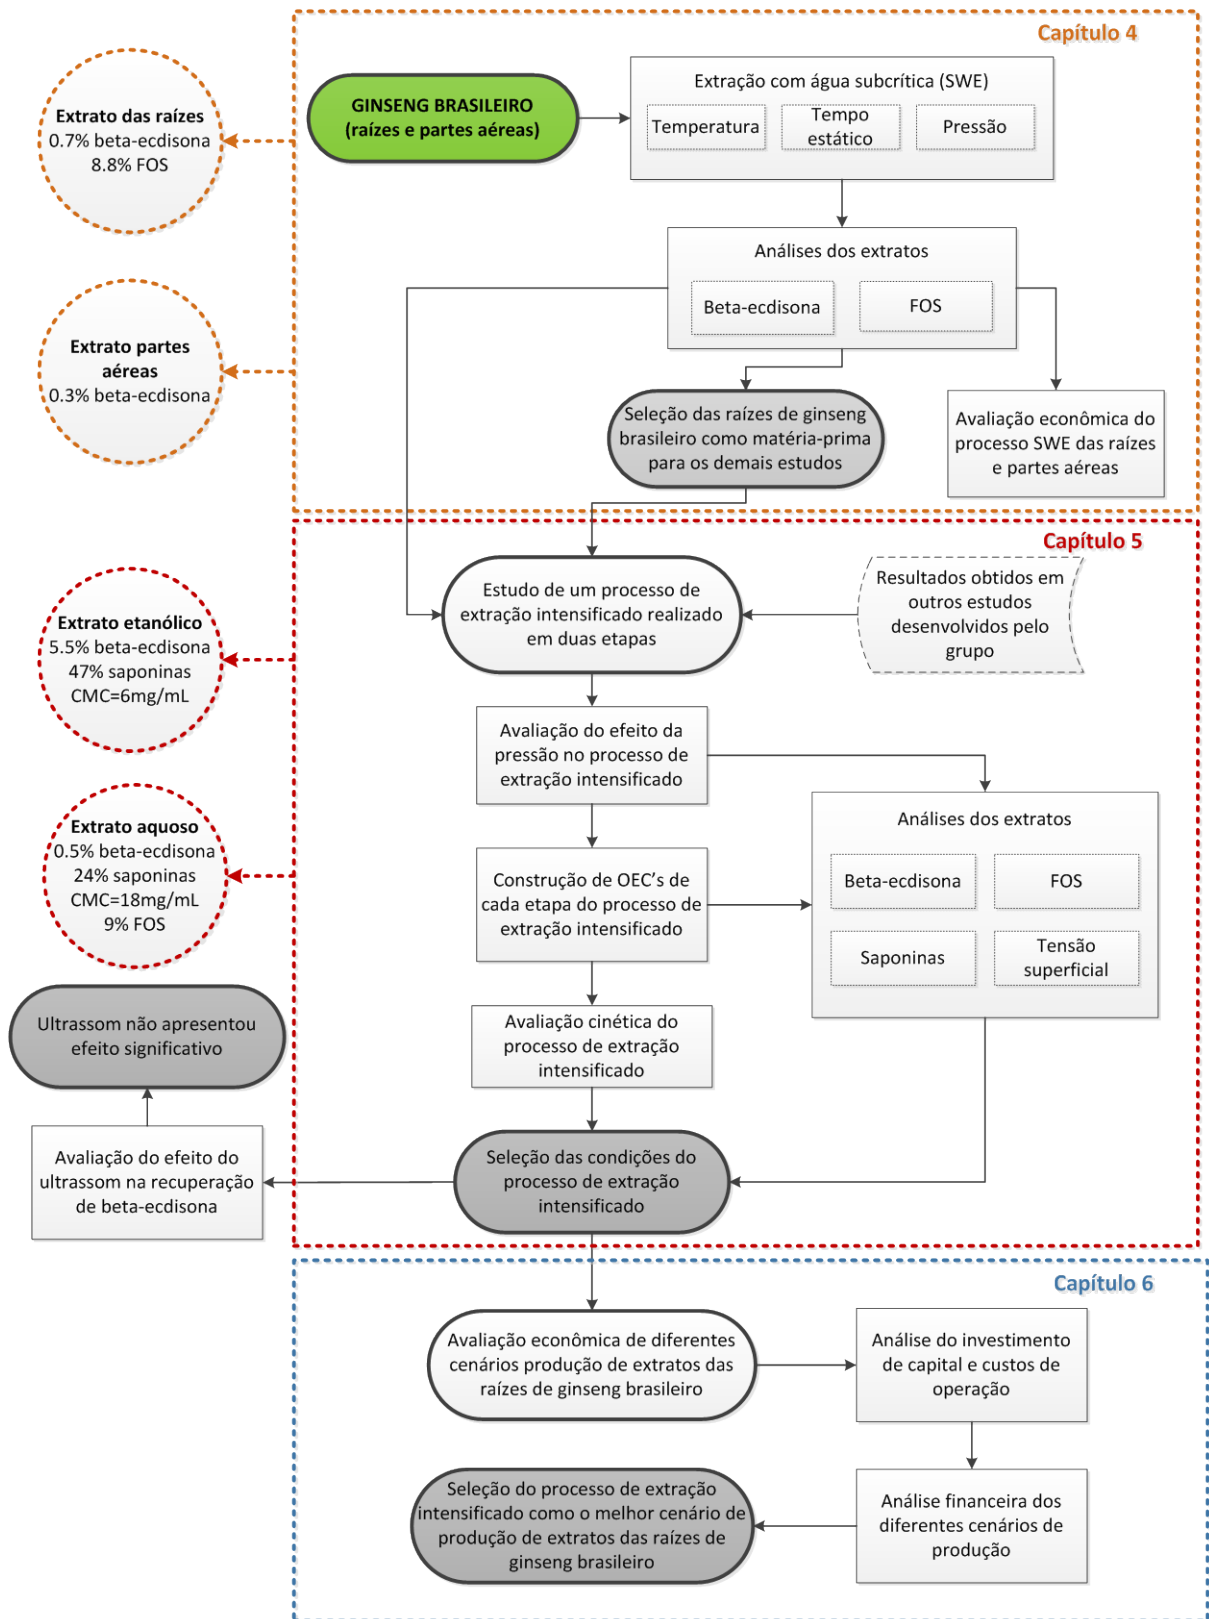 Capítulo 4
GINSENG BRASILEIRO
(raízes e partes aéreas)
Extração com água subcrítica (SWE)
Temperatura
Tempo
estático
Pressão
Extrato das raízes
0.7% beta-ecdisona
8.8% FOS
Análises dos extratos
Beta-ecdisona
FOS
Extrato partes
aéreas
0.3% beta-ecdisona
Seleção das raízes de ginseng
brasileiro como matéria-prima
para os demais estudos
Avaliação econômica do
processo SWE das raízes
e partes aéreas
Capítulo 5
Estudo de um processo de
extração intensificado realizado
em duas etapas
Resultados obtidos em
outros estudos
desenvolvidos pelo
grupo
Extrato etanólico
5.5% beta-ecdisona
47% saponinas
CMC=6mg/mL
Avaliação do efeito da
pressão no processo de
extração intensificado
Extrato aquoso
0.5% beta-ecdisona
24% saponinas
CMC=18mg/mL
9% FOS
Construção de OEC's de
cada etapa do processo de
extração intensificado
Análises dos extratos
Beta-ecdisona
FOS
Saponinas
Tensão
superficial
Ultrassom não apresentou
efeito significativo
Avaliação cinética do
processo de extração
intensificado
Avaliação do efeito do
ultrassom na recuperação
de beta-ecdisona
Seleção das condições do
processo de extração
intensificado
Capítulo 6
Avaliação econômica de diferentes
cenários produção de extratos das
raízes de ginseng brasileiro
Análise do investimento
de capital e custos de
operação
Seleção do processo de extração
intensificado como o melhor cenário de
produção de extratos das raízes de
ginseng brasileiro
Análise financeira dos
diferentes cenários de
produção